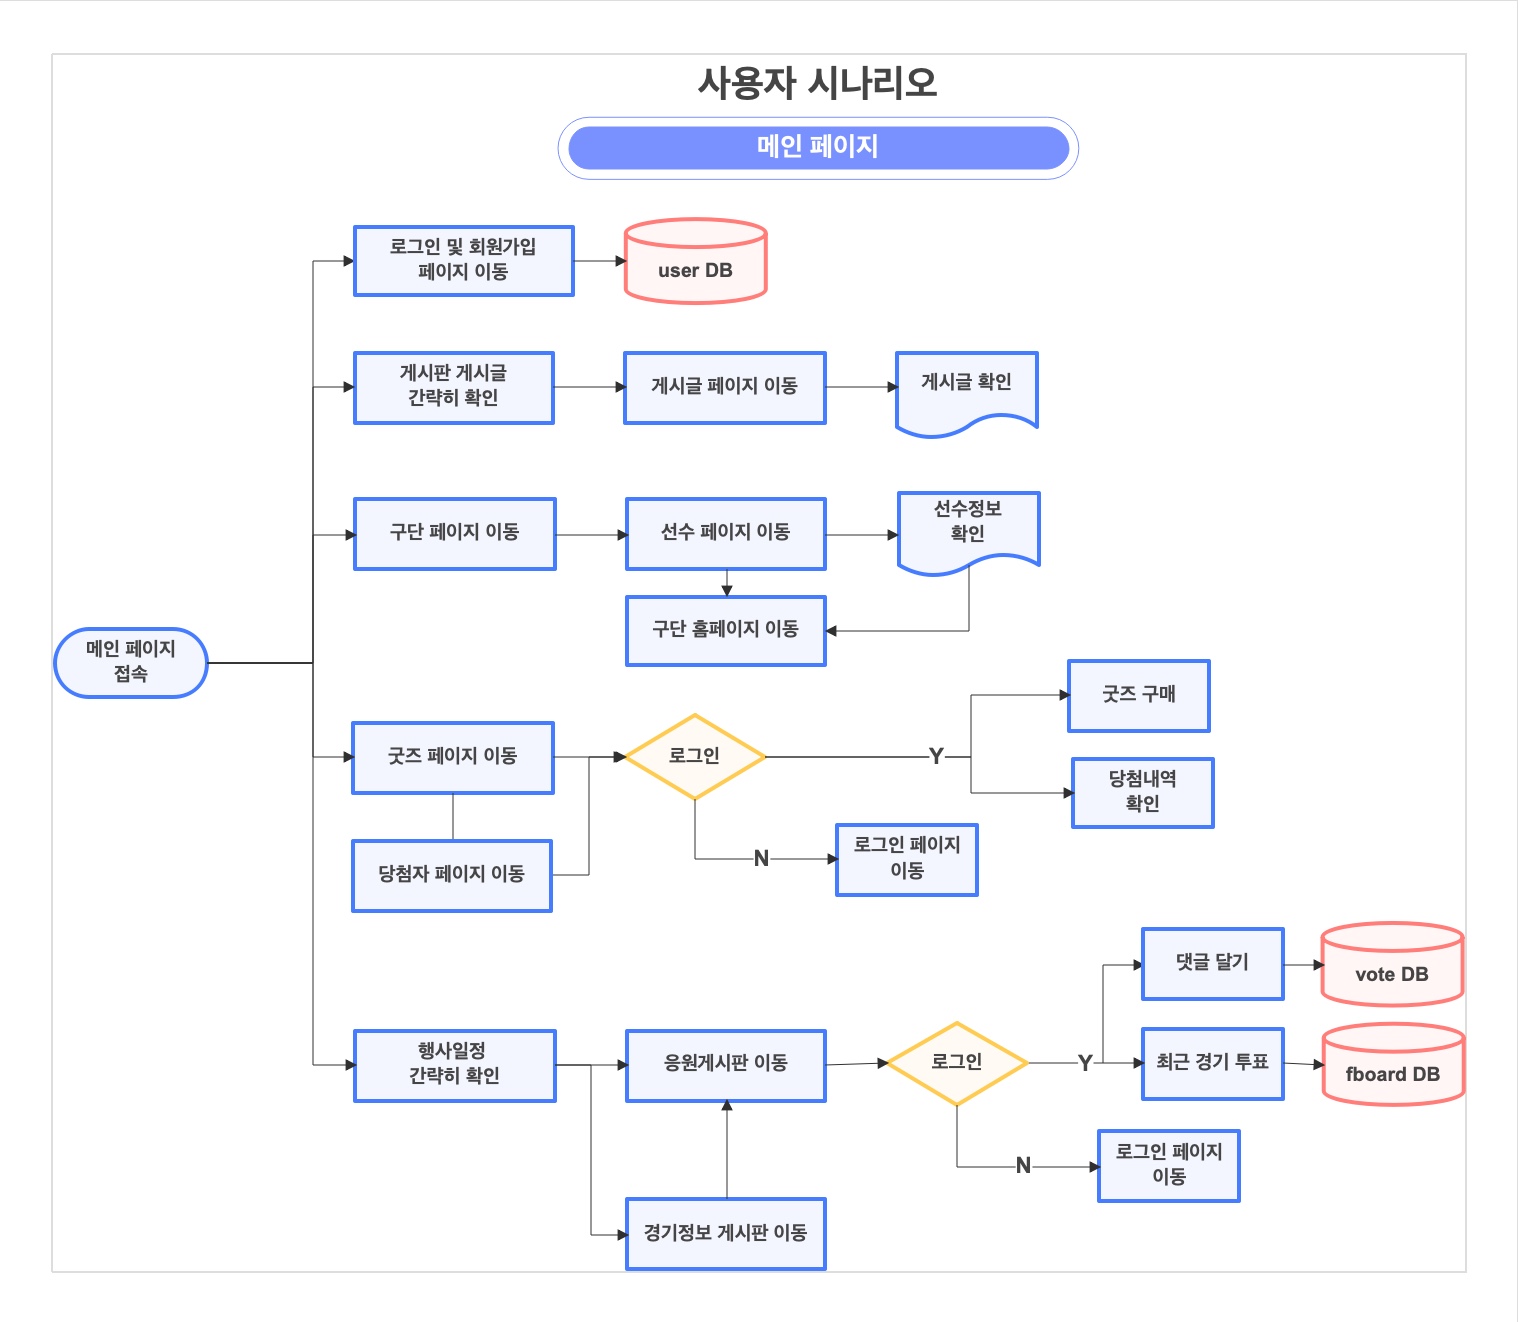 사용자 시나리오
메인 페이지
로그인 및 회원가입
페이지 이동
user DB
게시판 게시글
간략히 확인
게시글 페이지 이동
게시글 확인
구단 페이지 이동
선수 페이지 이동
선수정보
확인
구단 홈페이지 이동
메인 페이지
접속
굿즈 페이지 이동
로그인
Y
굿즈 구매
당첨내역
확인
당첨자 페이지 이동
N
로그인 페이지
이동
행사일정
간략히 확인
응원게시판 이동
로그인
Y
댓글 달기
vote DB
최근 경기 투표
fboard DB
N
로그인 페이지
이동
경기정보 게시판 이동